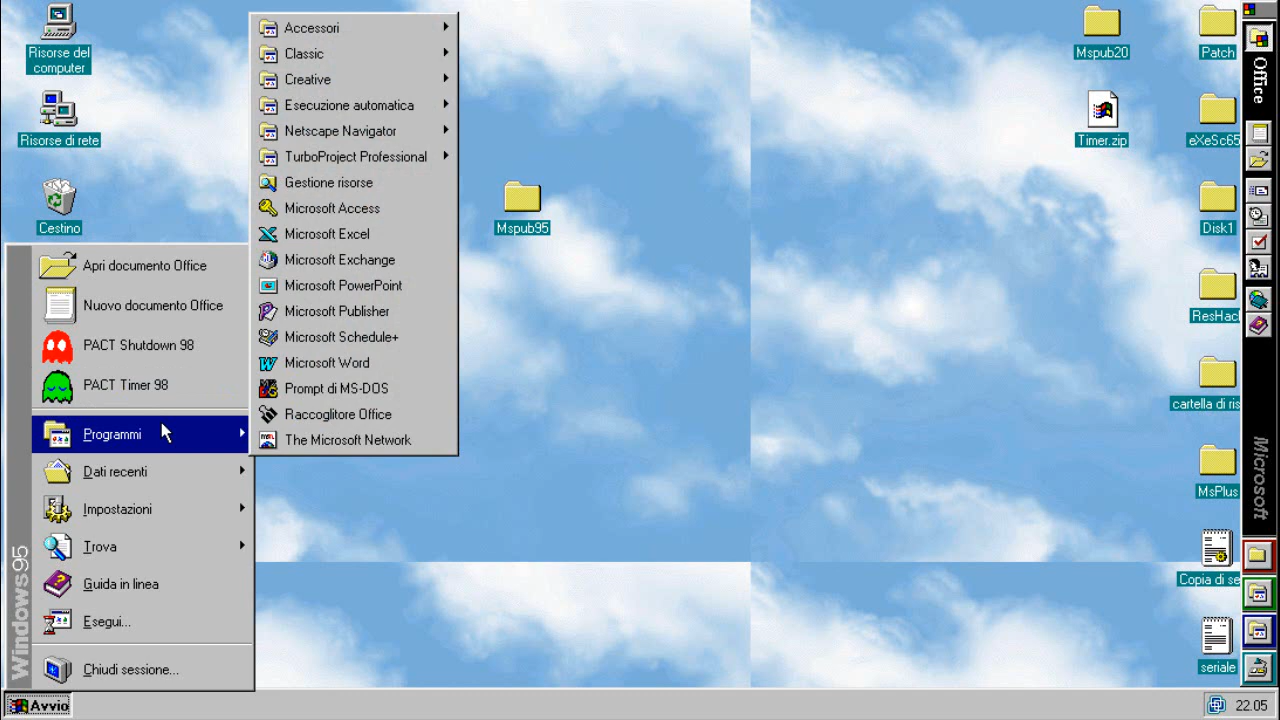 Risorse del
computer
Risorse di rete
Cestino
Apri documento Office
Nuovo documento Office
PACT Shutdown 98
PACT Timer 98
Programmi
Dati recenti
Impostazioni
Trova
Guida in linea
Esegui...
Chiudi sessione...
Windows95
Avvio
Accessori
Classic
Creative
Esecuzione automatica
Netscape Navigator
TurboProject Professional
Gestione risorse
Microsoft Access
Microsoft Excel
Microsoft Exchange
Microsoft PowerPoint
Microsoft Publisher
Microsoft Schedule+
Microsoft Word
Prompt di MS-DOS
Raccoglitore Office
The Microsoft Network
Mspub95
Mspub20
Timer.zip
Patch
eXeSc65
Disk1
ResHac
cartella di ris
MsPlus
Copia di se
seriale
Office
Microsoft
22.05